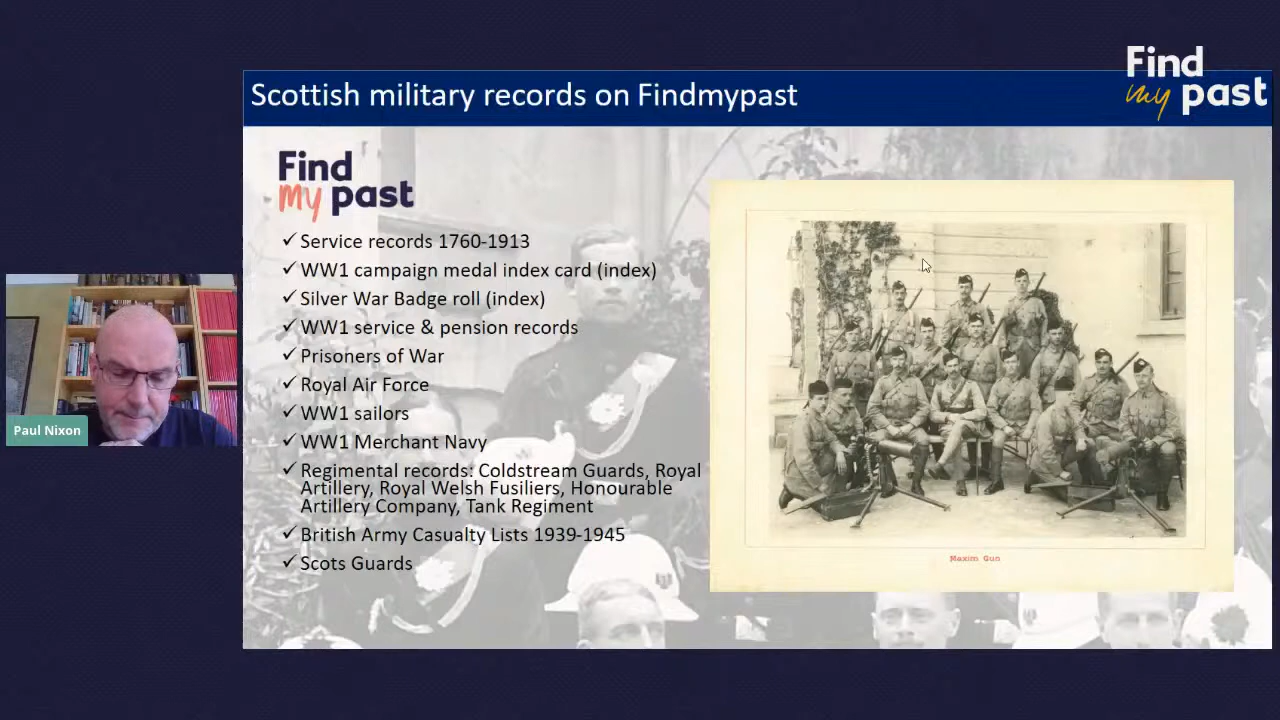 Find
my past
Scottish military records on Findmypast
Find
my past
✓ Service records 1760-1913
✓ WW1 campaign medal index card (index)
✓ Silver War Badge roll (index)
✓ WW1 service & pension records
✓ Prisoners of War
✓ Royal Air Force
✓ WW1 sailors
✓ WW1 Merchant Navy
✓ Regimental records: Coldstream Guards, Royal
Artillery, Royal Welsh Fusiliers, Honourable
Artillery Company, Tank Regiment
✓ British Army Casualty Lists 1939-1945
✓ Scots Guards
Maxim Gun
Paul Nixon